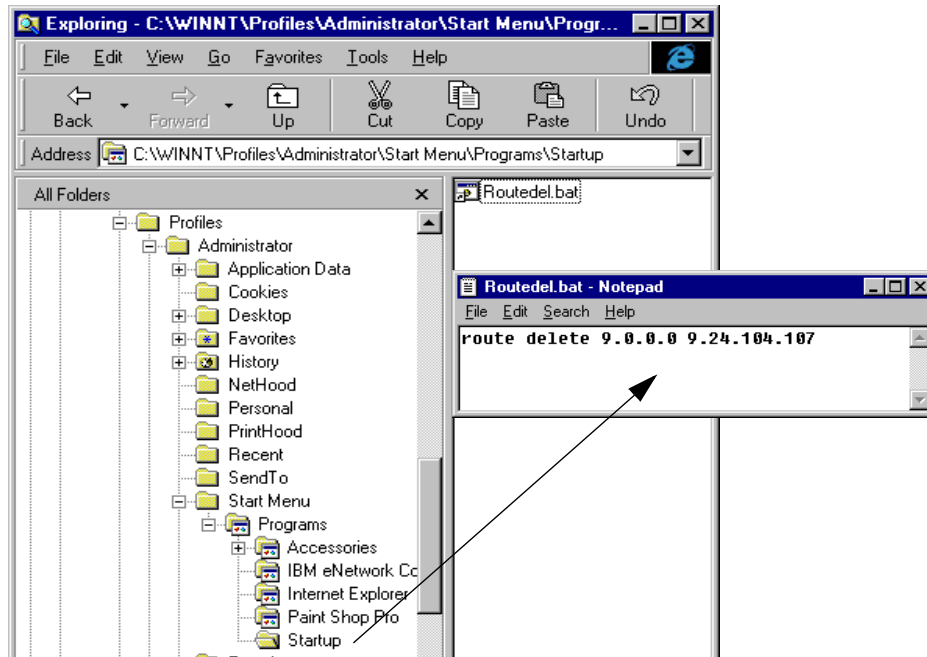 Exploring - C:\WINNT\Profiles\Administrator\Start Menu\Progr...
File Edit View Go Favorites Tools Help
Back Forward Up Cut Copy Paste Undo
Address C:\WINNT\Profiles\Administrator\Start Menu\Programs\Startup
All Folders
Routedel.bat
Profiles
Administrator
Application Data
Cookies
Desktop
Favorites
History
NetHood
Personal
PrintHood
Recent
SendTo
Start Menu
Programs
Accessories
IBM eNetwork Co
Internet Explorer
Paint Shop Pro
Startup
Routedel.bat - Notepad
File Edit Search Help
route delete 9.0.0.0 9.24.104.107